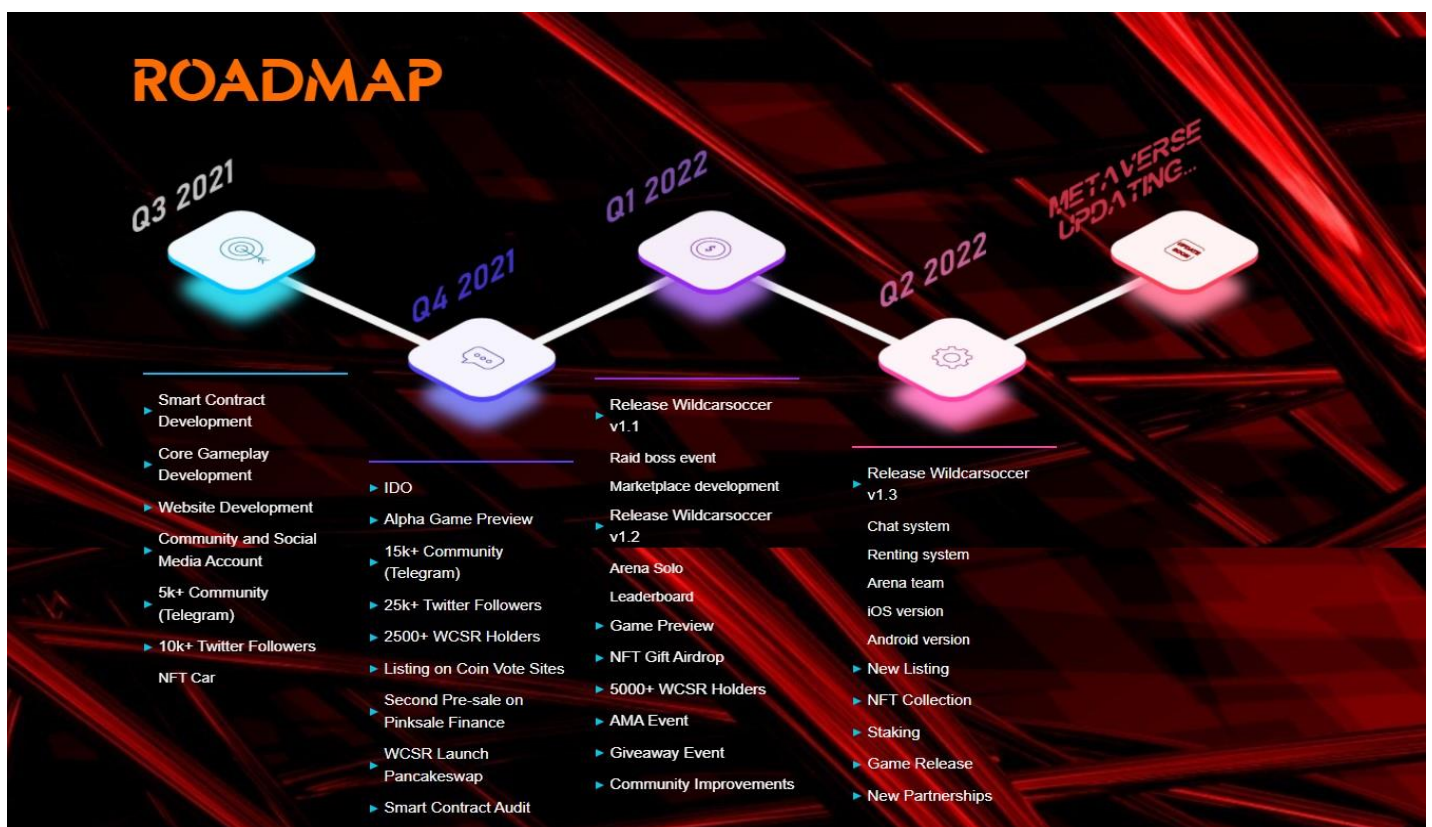 ROADMAP
Q3 2021
Smart Contract
Development
Core Gameplay
Development
Website Development
Community and Social
Media Account
5k+ Community
(Telegram)
10k+ Twitter Followers
NFT Car
Q4 2021
IDO
Alpha Game Preview
15k+ Community
(Telegram)
25k+ Twitter Followers
2500+ WCSR Holders
Listing on Coin Vote Sites
Second Pre-sale on
Pinksale Finance
WCSR Launch
Pancakeswap
Smart Contract Audit
Q1 2022
Release Wildcarsoccer
v1.1
Raid boss event
Marketplace development
Release Wildcarsoccer
v1.2
Arena Solo
Leaderboard
Game Preview
NFT Gift Airdrop
5000+ WCSR Holders
AMA Event
Giveaway Event
Community Improvements
Q2 2022
Release Wildcarsoccer
v1.3
Chat system
Renting system
Arena team
iOS version
Android version
New Listing
NFT Collection
Staking
Game Release
New Partnerships
METAVERSE
UPDATING...
UPDATE
SOON